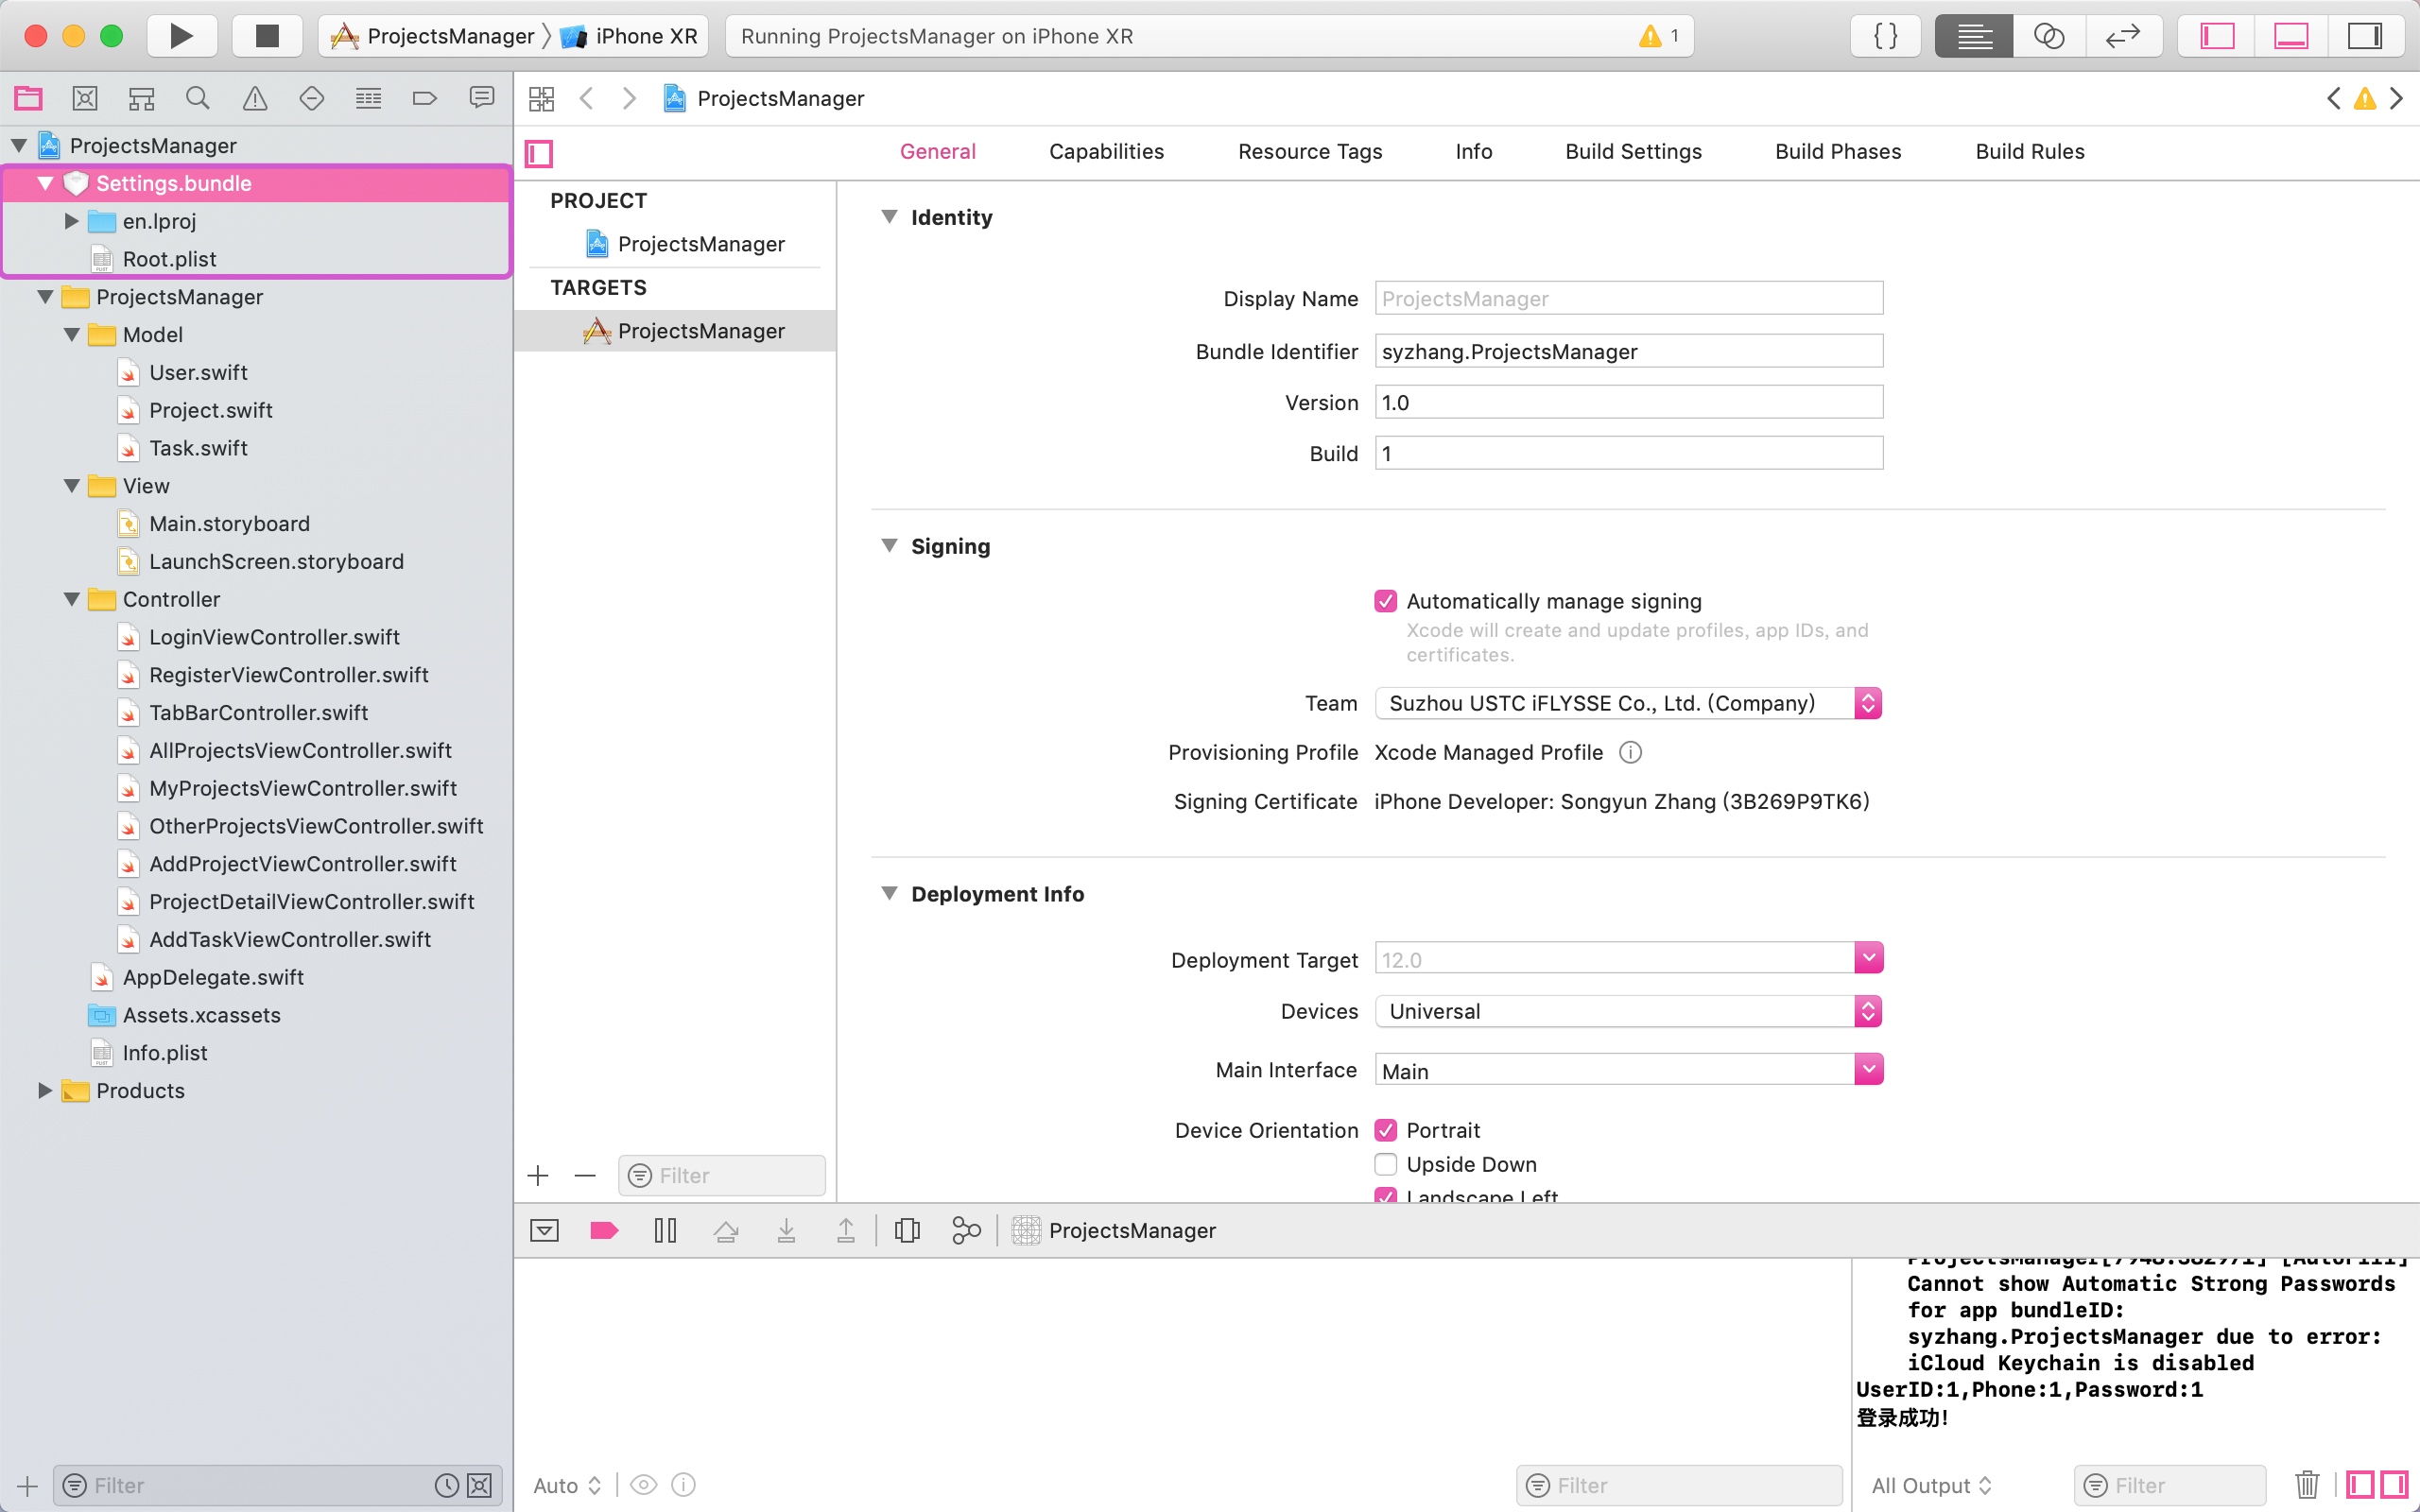 ProjectsManager
iPhone XR
Running ProjectsManager on iPhone XR
1
{ }
ProjectsManager
ProjectsManager
Settings.bundle
en.lproj
Root.plist
ProjectsManager
Model
User.swift
Project.swift
Task.swift
View
Main.storyboard
LaunchScreen.storyboard
Controller
LoginViewController.swift
RegisterViewController.swift
TabBarController.swift
AllProjectsViewController.swift
MyProjectsViewController.swift
OtherProjectsViewController.swift
AddProjectViewController.swift
ProjectDetailViewController.swift
AddTaskViewController.swift
AppDelegate.swift
Assets.xcassets
Info.plist
Products
Filter
General Capabilities Resource Tags Info Build Settings Build Phases Build Rules
PROJECT
ProjectsManager
TARGETS
ProjectsManager
Filter
Identity
Display Name ProjectsManager
Bundle Identifier syzhang.ProjectsManager
Version 1.0
Build 1
Signing
Automatically manage signing
Xcode will create and update profiles, app IDs, and
certificates.
Team Suzhou USTC iFLYSSE Co., Ltd. (Company)
Provisioning Profile Xcode Managed Profile
Signing Certificate iPhone Developer: Songyun Zhang (3B269P9TK6)
Deployment Info
Deployment Target 12.0
Devices Universal
Main Interface Main
Device Orientation Portrait
Upside Down
Landscape Left
ProjectsManager
Cannot show Automatic Strong Passwords
for app bundleID:
syzhang.ProjectsManager due to error:
iCloud Keychain is disabled
UserID:1,Phone:1,Password:1
登录成功!
Auto
Filter
All Output
Filter